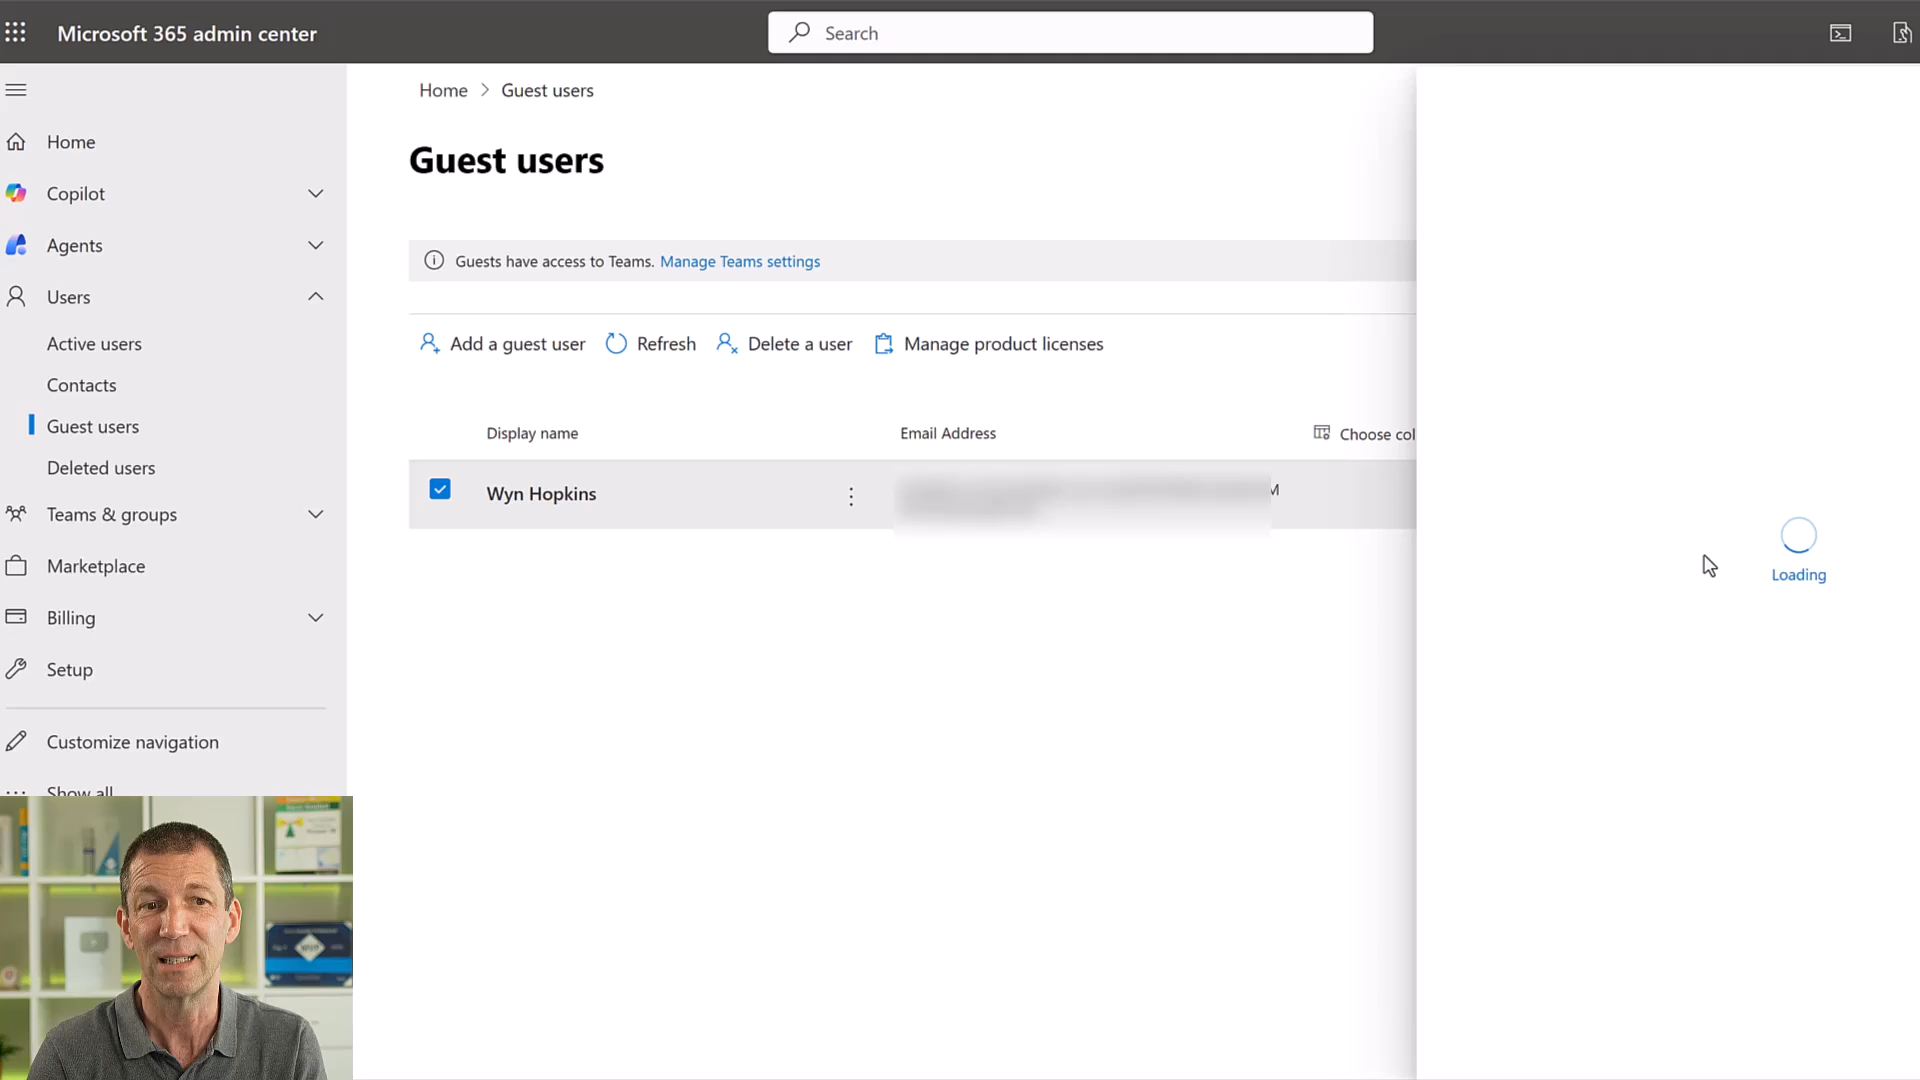 Microsoft 365 admin center
Search
Home
Copilot
Agents
Users
Active users
Contacts
Guest users
Deleted users
Teams & groups
Marketplace
Billing
Setup
Customize navigation
Show all
Home > Guest users
Guest users
Guests have access to Teams. Manage Teams settings
Add a guest user Refresh Delete a user Manage product licenses
Display name Email Address Choose col
Wyn Hopkins M
Loading